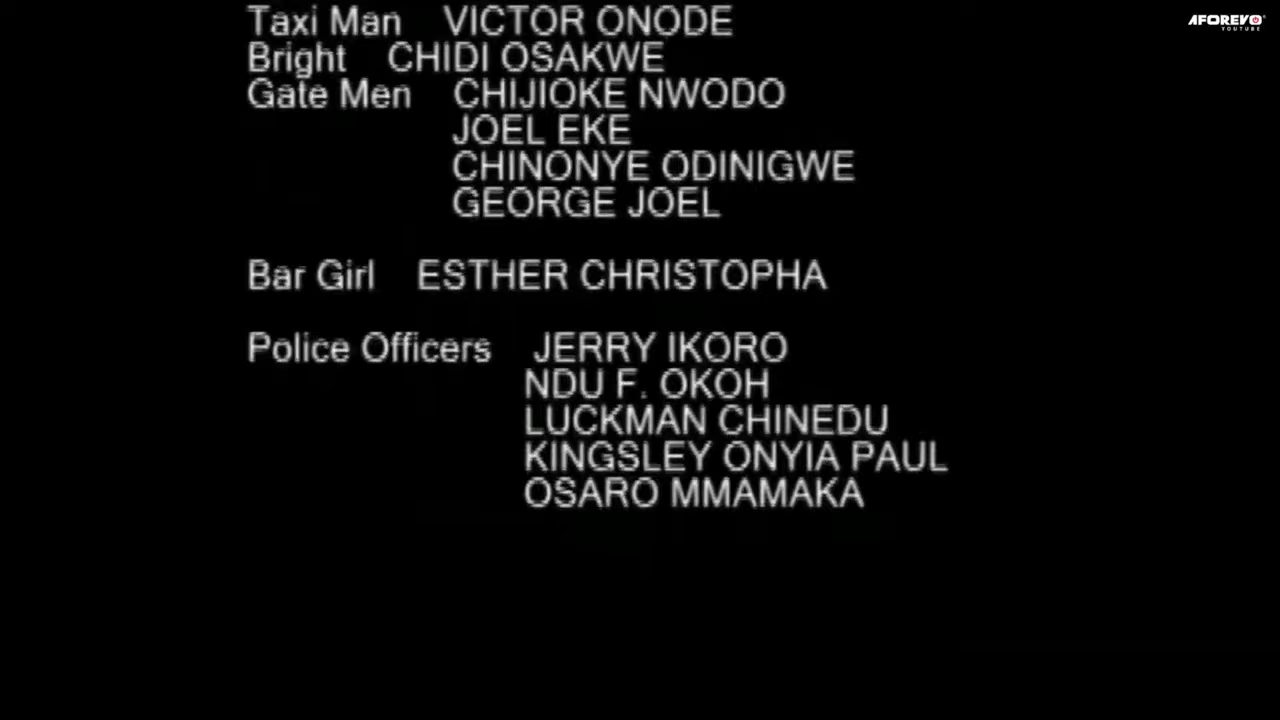 AFOREVO
YOUTUBE
Taxi Man VICTOR ONODE
Bright CHIDI OSAKWE
Gate Men CHIJIOKE NWODO
JOEL EKE
CHINONYE ODINIGWE
GEORGE JOEL
Bar Girl ESTHER CHRISTOPHA
Police Officers JERRY IKORO
NDU F. OKOH
LUCKMAN CHINEDU
KINGSLEY ONYIA PAUL
OSARO MMAMAKA